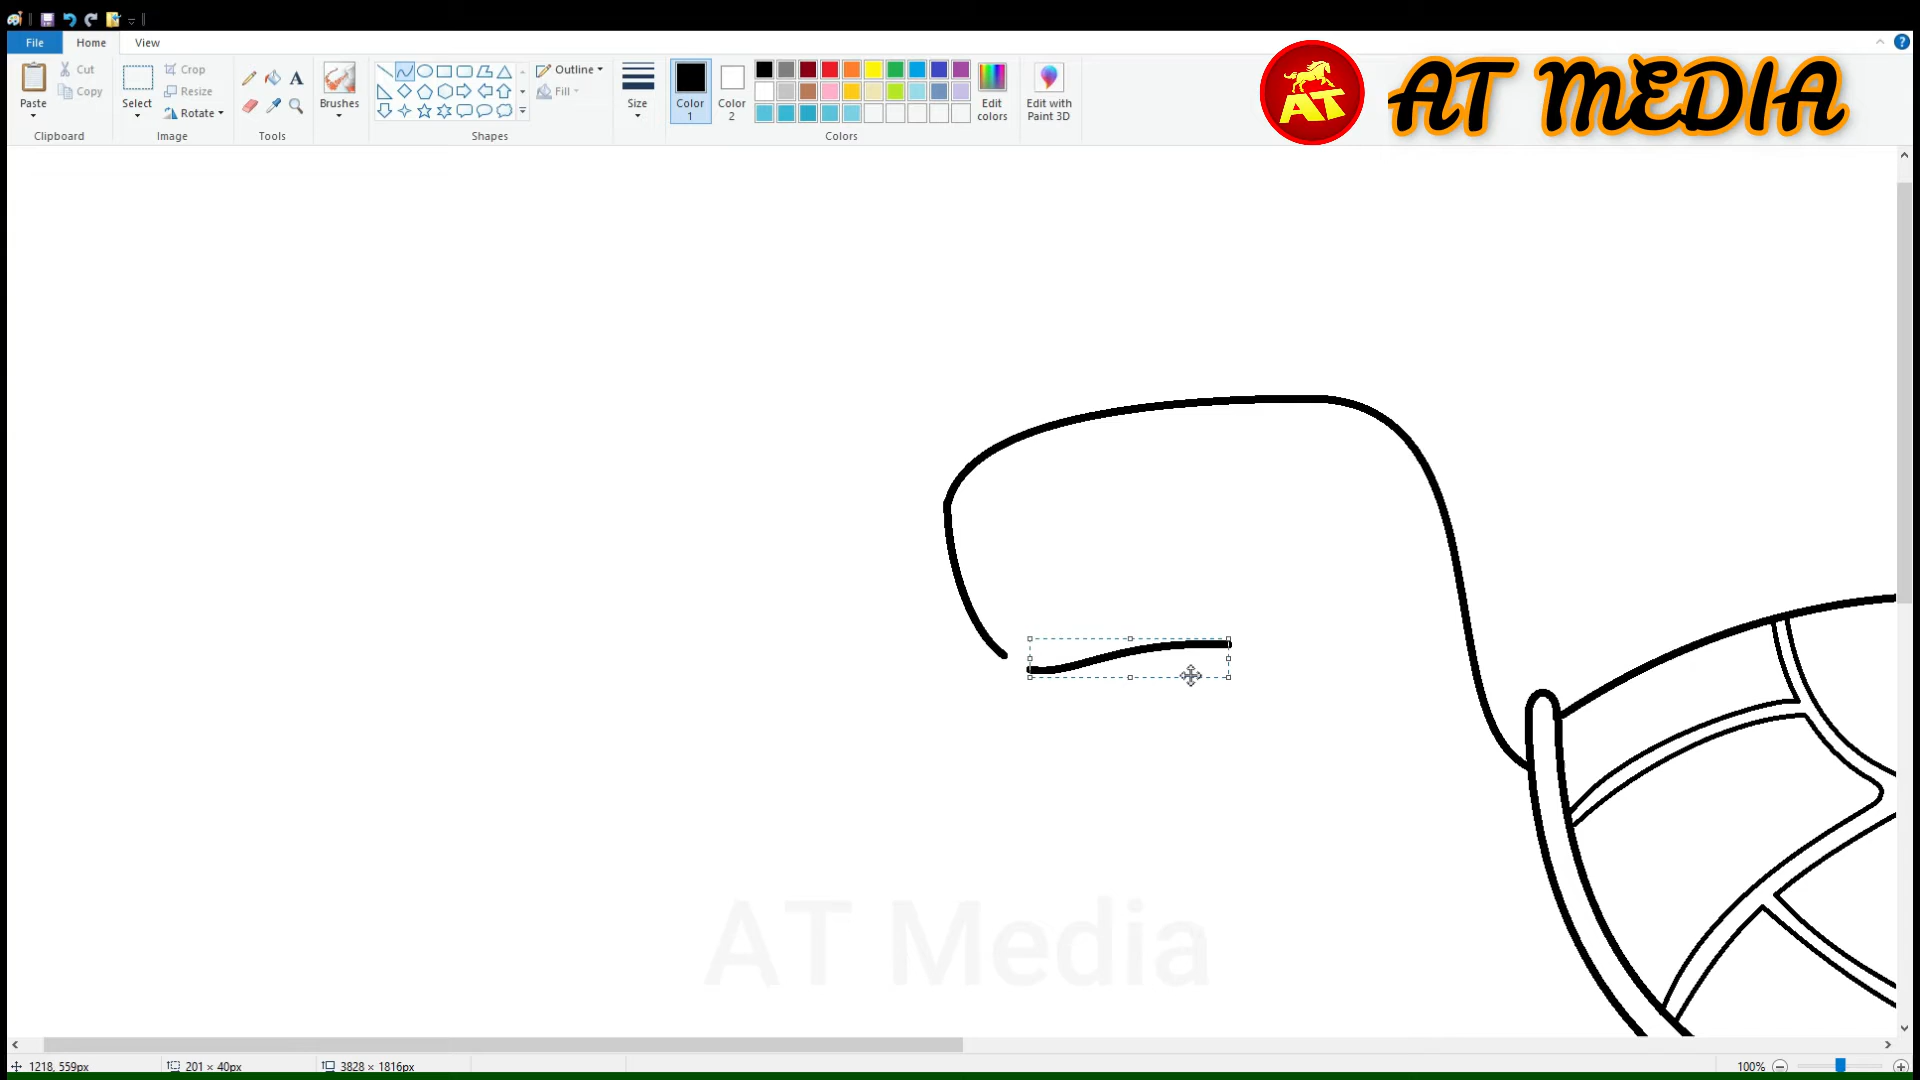 File Home View
Paste Cut Copy Clipboard
Select Crop Resize Rotate Image
Tools
Brushes
Outline Fill Shapes
Size
Color 1
Color 2
Edit colors
Colors
Edit with Paint 3D
AT
AT MEDIA
AT Media
1218, 559px 201 × 40px 3828 × 1816px 100%